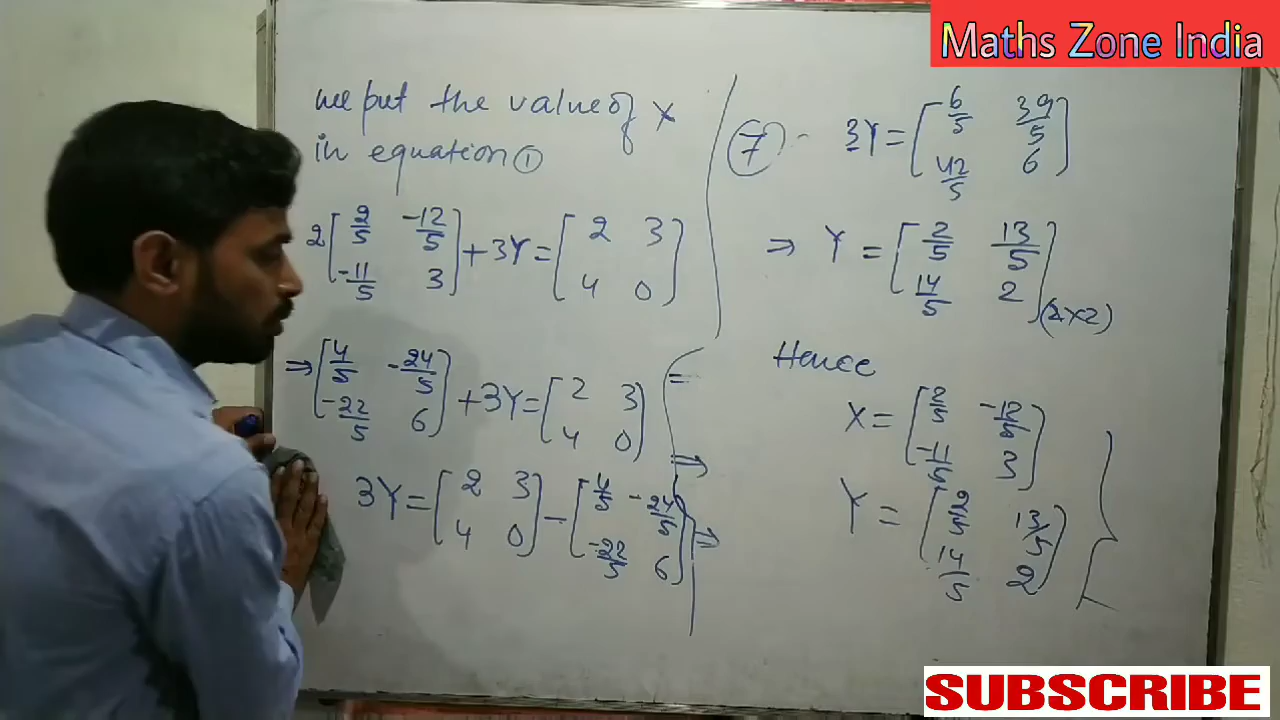 Maths Zone India
we put the value of X
in equation ①
2[2/5 -12/5
-11/5 3] + 3Y = [2 3
4 0]
⇒ [4/5 -24/5
-22/5 6] + 3Y = [2 3
4 0]
3Y = [2 3
4 0] - [4/5 -24/5
-22/5 6]
=
⇒
⇒
⑦ - 3Y = [6/5 39/5
42/5 6]
⇒ Y = [2/5 13/5
14/5 2] (2x2)
Hence
X = [2/5 -12/5
-11/5 3]
Y = [2/5 13/5
14/5 2]
SUBSCRIBE